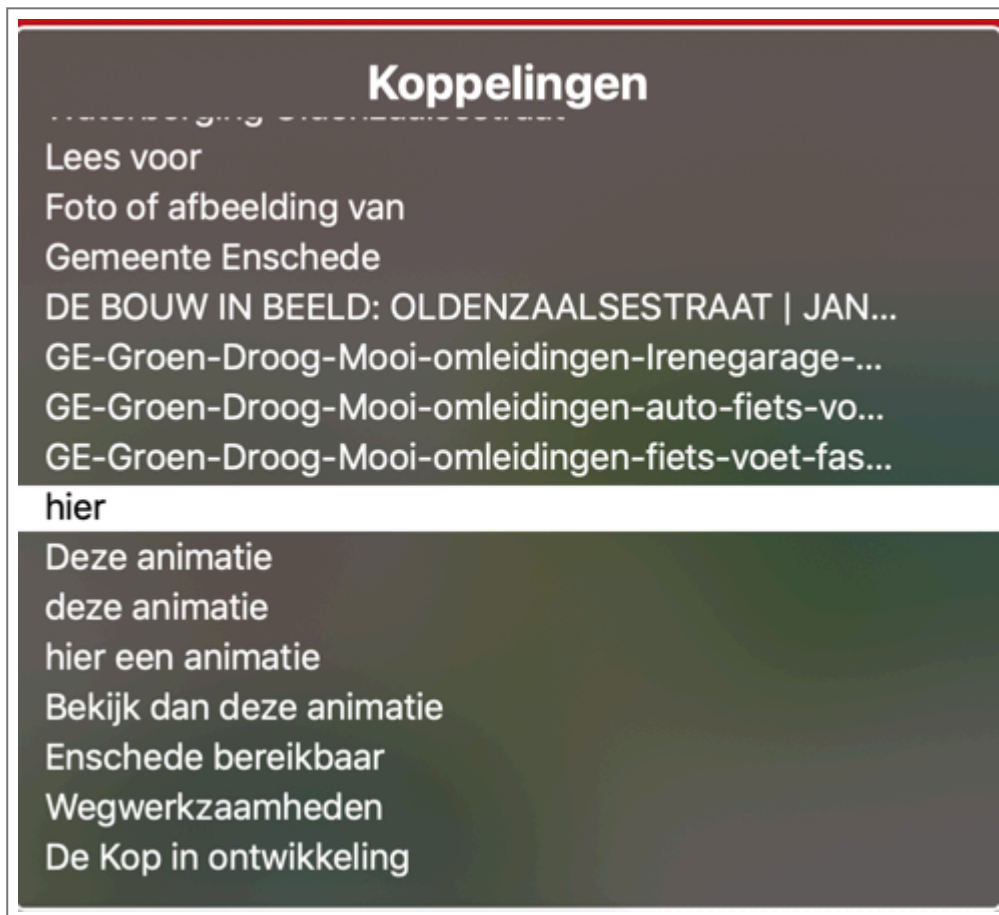 Koppelingen
Waterberging Oldenzaalsestraat
Lees voor
Foto of afbeelding van
Gemeente Enschede
DE BOUW IN BEELD: OLDENZAALSESTRAAT | JAN...
GE-Groen-Droog-Mooi-omleidingen-Irenegarage-...
GE-Groen-Droog-Mooi-omleidingen-auto-fiets-vo...
GE-Groen-Droog-Mooi-omleidingen-fiets-voet-fas...
hier
Deze animatie
deze animatie
hier een animatie
Bekijk dan deze animatie
Enschede bereikbaar
Wegwerkzaamheden
De Kop in ontwikkeling